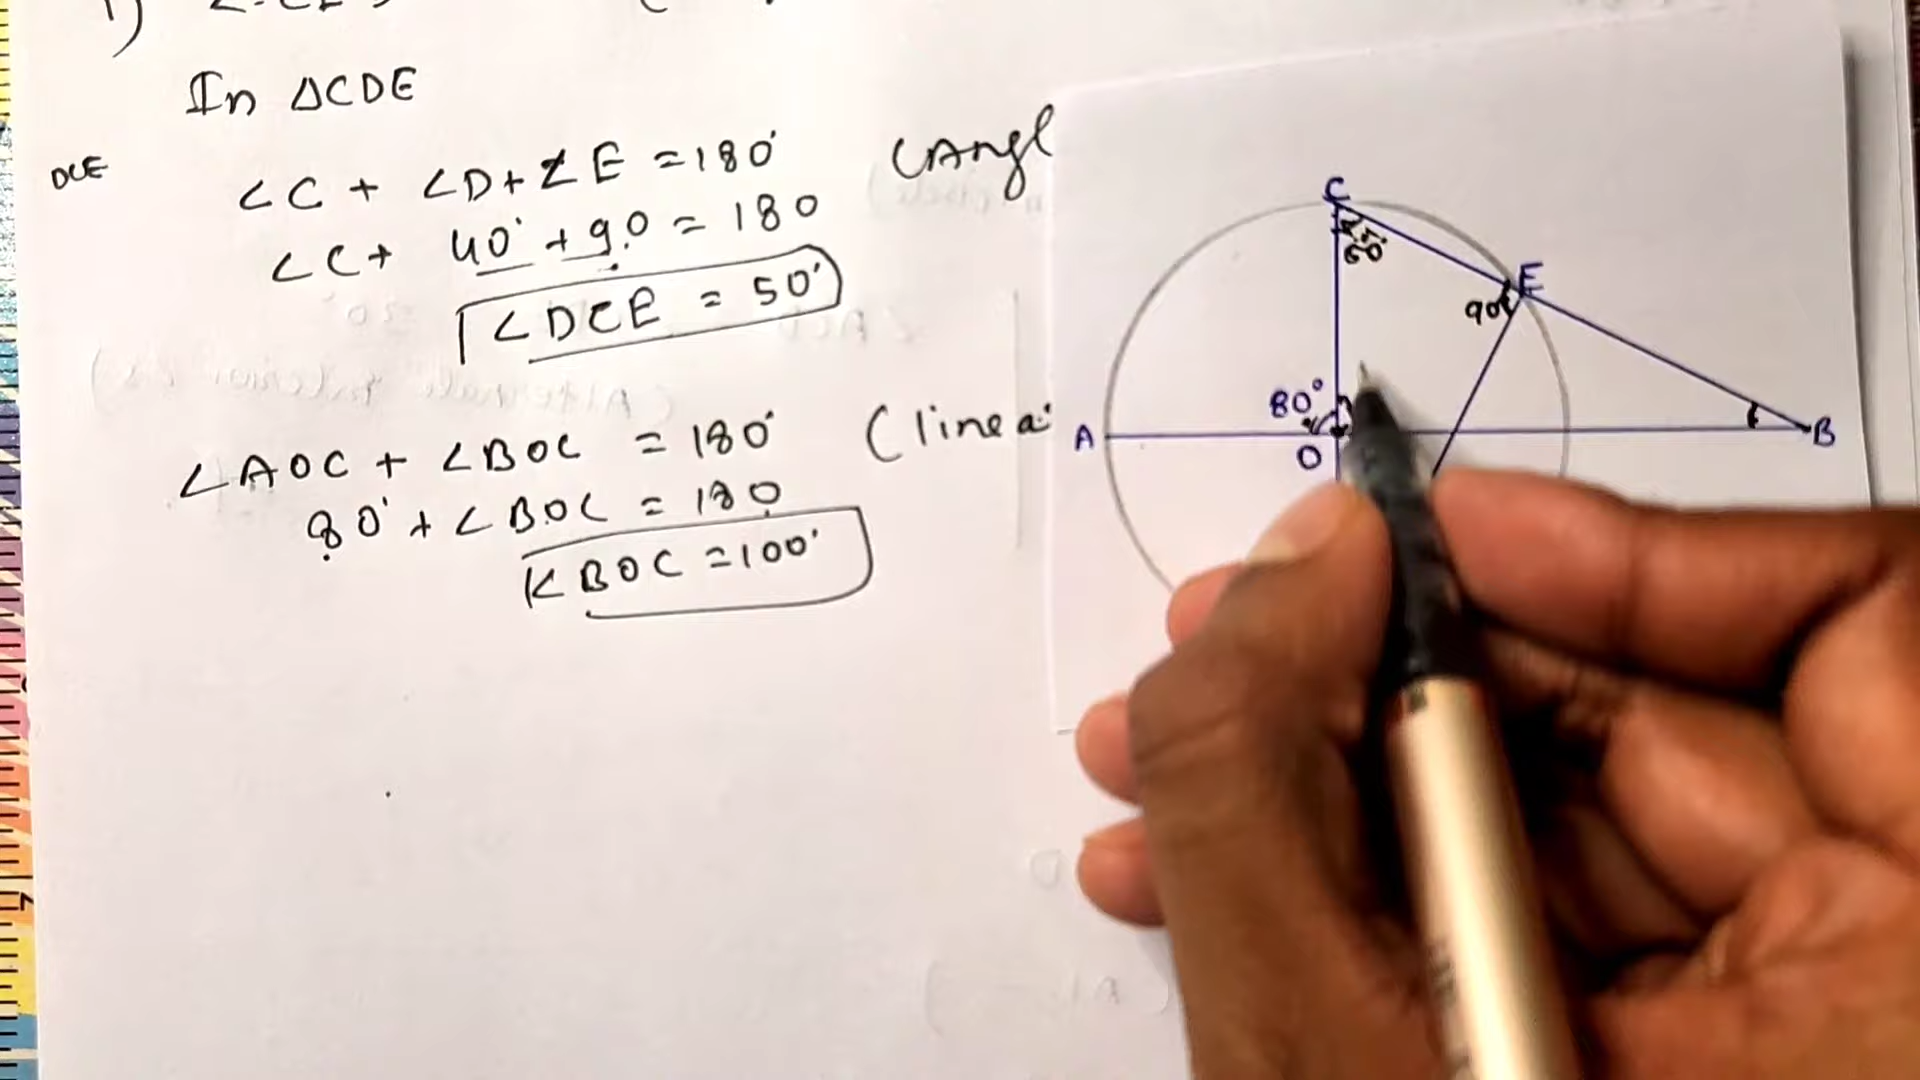 In ΔCDE
DCE
∠C + ∠D + ∠E = 180° (Angl
∠C + 40° + 90 = 180
∠DCE = 50°
∠AOC + ∠BOC = 180° (linea
80° + ∠BOC = 180
∠BOC = 100°
C
E
90
80°
A
O
B